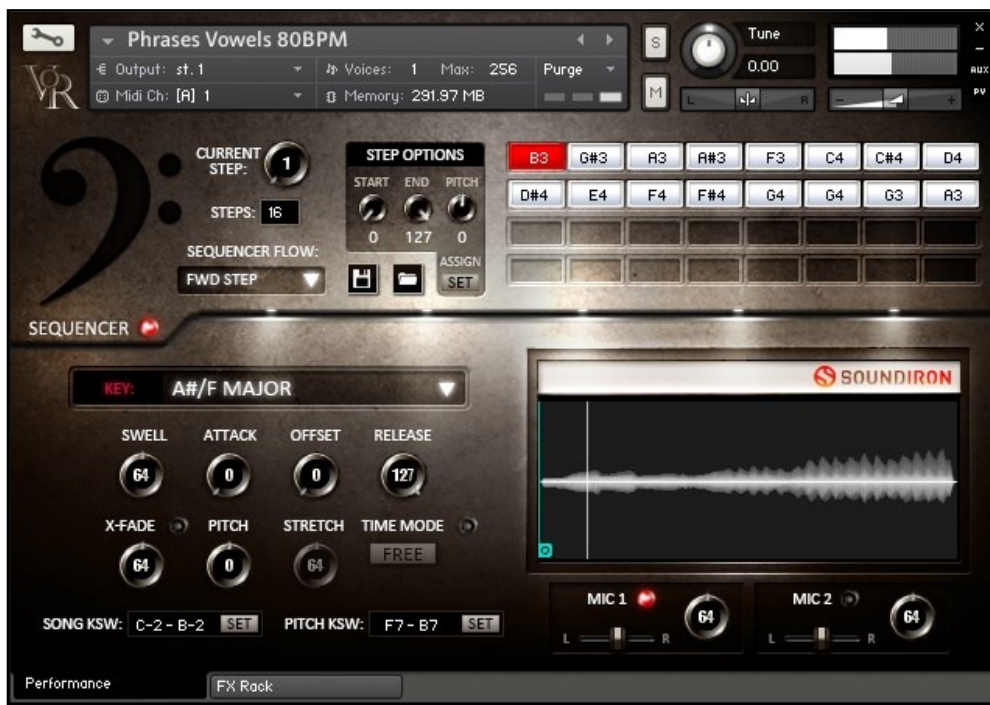 Phrases Vowels 80BPM
Output: st.1
Voices: 1 Max: 256
Purge
Midi Ch: [A] 1
Memory: 291.97 MB
S
M
Tune
0.00
L R
- +
X
-
AUX
PV
VOR
CURRENT STEP: 1
STEPS: 16
SEQUENCER FLOW:
FWD STEP
STEP OPTIONS
START END PITCH
0 127 0
ASSIGN
SET
B3 G#3 A3 A#3 F3 C4 C#4 D4
D#4 E4 F4 F#4 G4 G4 G3 A3
SEQUENCER
KEY: A#/F MAJOR
SWELL ATTACK OFFSET RELEASE
64 0 0 127
X-FADE PITCH STRETCH TIME MODE
64 0 64 FREE
SONG KSW: C-2 - B-2 SET PITCH KSW: F7 - B7 SET
SOUNDIRON
MIC 1 64
L R
MIC 2 64
L R
Performance FX Rack